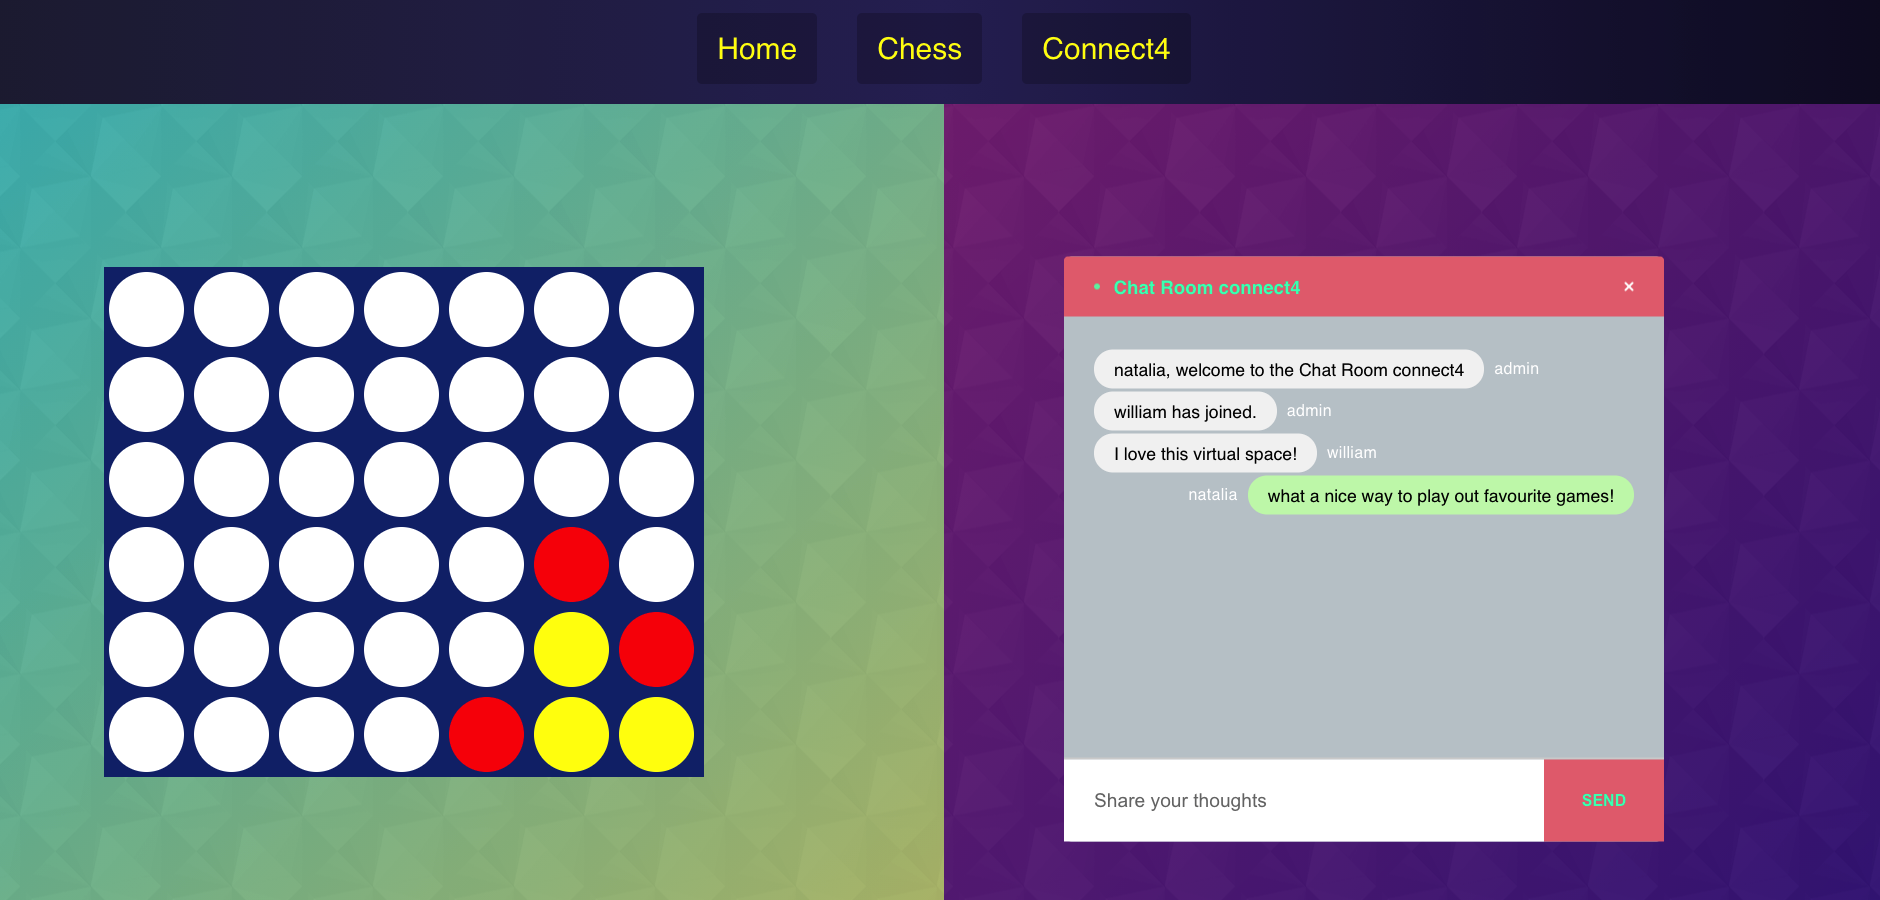 Home Chess Connect4
• Chat Room connect4 ×
natalia, welcome to the Chat Room connect4 admin
william has joined. admin
I love this virtual space! william
natalia what a nice way to play out favourite games!
Share your thoughts SEND